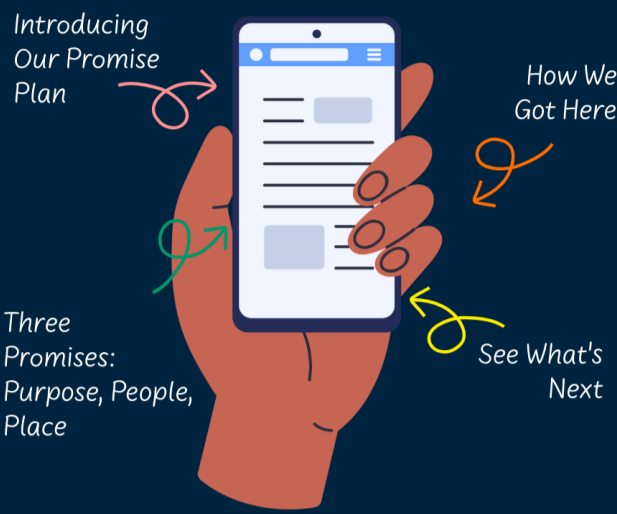 Introducing
Our Promise
Plan
How We
Got Here
Three
Promises:
Purpose, People,
Place
See What's
Next